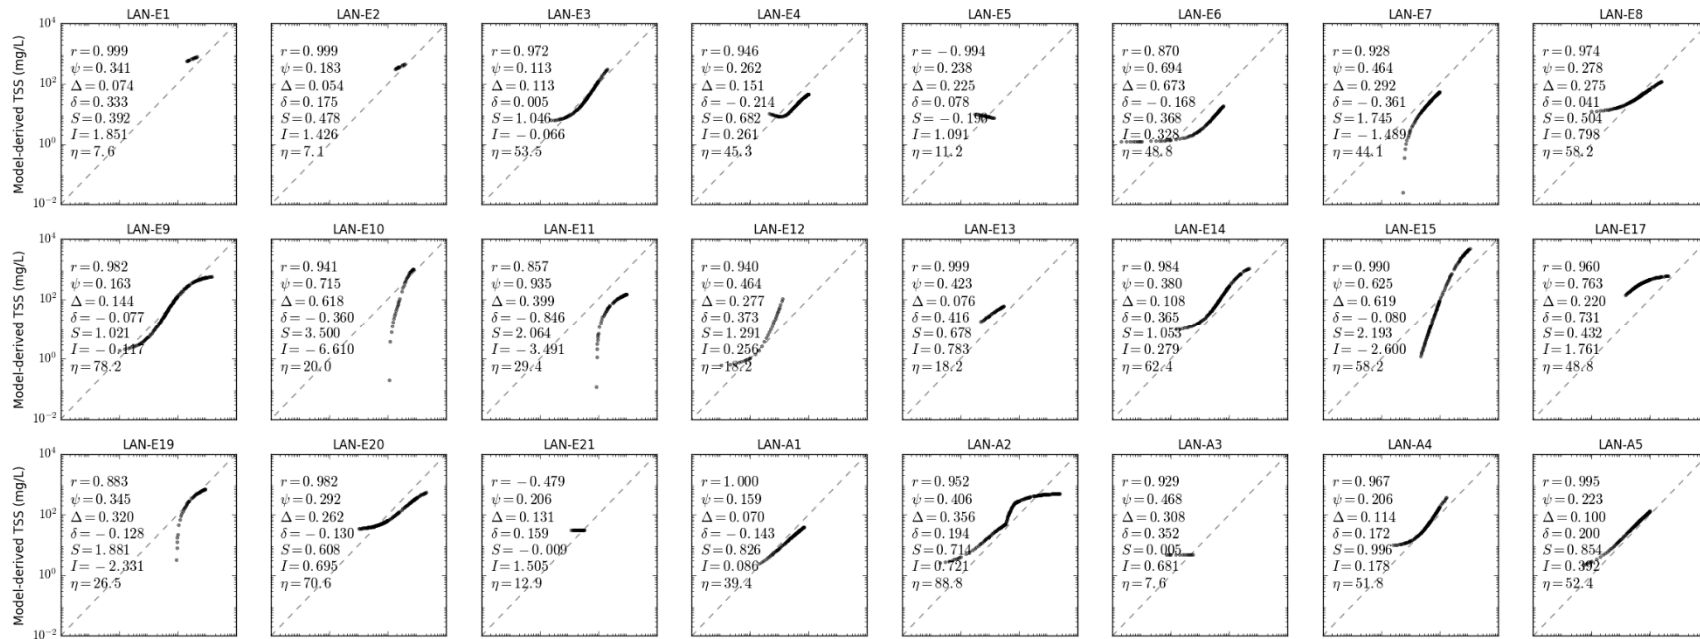 LAN-E1 LAN-E2 LAN-E3 LAN-E4 LAN-E5 LAN-E6 LAN-E7 LAN-E8
Model-derived TSS (mg/L)
10⁴
10²
10⁰
10⁻²
r = 0.999
ψ = 0.341
Δ = 0.074
δ = 0.333
S = 0.392
I = 1.851
η = 7.6
r = 0.999
ψ = 0.183
Δ = 0.054
δ = 0.175
S = 0.478
I = 1.426
η = 7.1
r = 0.972
ψ = 0.113
Δ = 0.113
δ = 0.005
S = 1.046
I = −0.066
η = 53.5
r = 0.946
ψ = 0.262
Δ = 0.151
δ = −0.214
S = 0.682
I = 0.261
η = 45.3
r = −0.994
ψ = 0.238
Δ = 0.225
δ = 0.078
I = 1.091
η = 11.2
r = 0.870
ψ = 0.694
Δ = 0.673
δ = −0.168
S = 0.368
I = 0.328
η = 48.8
r = 0.928
ψ = 0.464
Δ = 0.292
δ = −0.361
S = 1.745
I = −1.489
η = 44.1
r = 0.974
ψ = 0.278
Δ = 0.275
δ = 0.041
S = 0.504
I = 0.798
η = 58.2
LAN-E9 LAN-E10 LAN-E11 LAN-E12 LAN-E13 LAN-E14 LAN-E15 LAN-E17
Model-derived TSS (mg/L)
10⁴
10²
10⁰
10⁻²
r = 0.982
ψ = 0.163
Δ = 0.144
δ = −0.077
S = 1.021
I = −0.117
η = 78.2
r = 0.941
ψ = 0.715
Δ = 0.618
δ = −0.360
S = 3.500
I = −6.610
η = 20.0
r = 0.857
ψ = 0.935
Δ = 0.399
δ = −0.846
S = 2.064
I = −3.491
η = 29.4
r = 0.940
ψ = 0.464
Δ = 0.277
δ = 0.373
S = 1.291
I = 0.256
η = 18.2
r = 0.999
ψ = 0.423
Δ = 0.076
δ = 0.416
S = 0.678
I = 0.783
η = 18.2
r = 0.984
ψ = 0.380
Δ = 0.108
δ = 0.365
S = 1.053
I = 0.279
η = 62.4
r = 0.990
ψ = 0.625
Δ = 0.619
δ = −0.080
S = 2.193
I = −2.600
η = 58.2
r = 0.960
ψ = 0.763
Δ = 0.220
δ = 0.731
S = 0.432
I = 1.761
η = 48.8
LAN-E19 LAN-E20 LAN-E21 LAN-A1 LAN-A2 LAN-A3 LAN-A4 LAN-A5
Model-derived TSS (mg/L)
10⁴
10²
10⁰
10⁻²
r = 0.883
ψ = 0.345
Δ = 0.320
δ = −0.128
S = 1.881
I = −2.331
η = 26.5
r = 0.982
ψ = 0.292
Δ = 0.262
δ = −0.130
S = 0.608
I = 0.695
η = 70.6
r = −0.479
ψ = 0.206
Δ = 0.131
δ = 0.159
S = −0.009
I = 1.505
η = 12.9
r = 1.000
ψ = 0.159
Δ = 0.070
δ = −0.143
S = 0.826
I = 0.086
η = 39.4
r = 0.952
ψ = 0.406
Δ = 0.356
δ = 0.194
S = 0.714
I = 0.721
η = 88.8
r = 0.929
ψ = 0.468
Δ = 0.308
δ = 0.352
S = 0.005
I = 0.681
η = 7.6
r = 0.967
ψ = 0.206
Δ = 0.114
δ = 0.172
S = 0.996
I = 0.178
η = 51.8
r = 0.995
ψ = 0.223
Δ = 0.100
δ = 0.200
S = 0.854
I = 0.392
η = 52.4